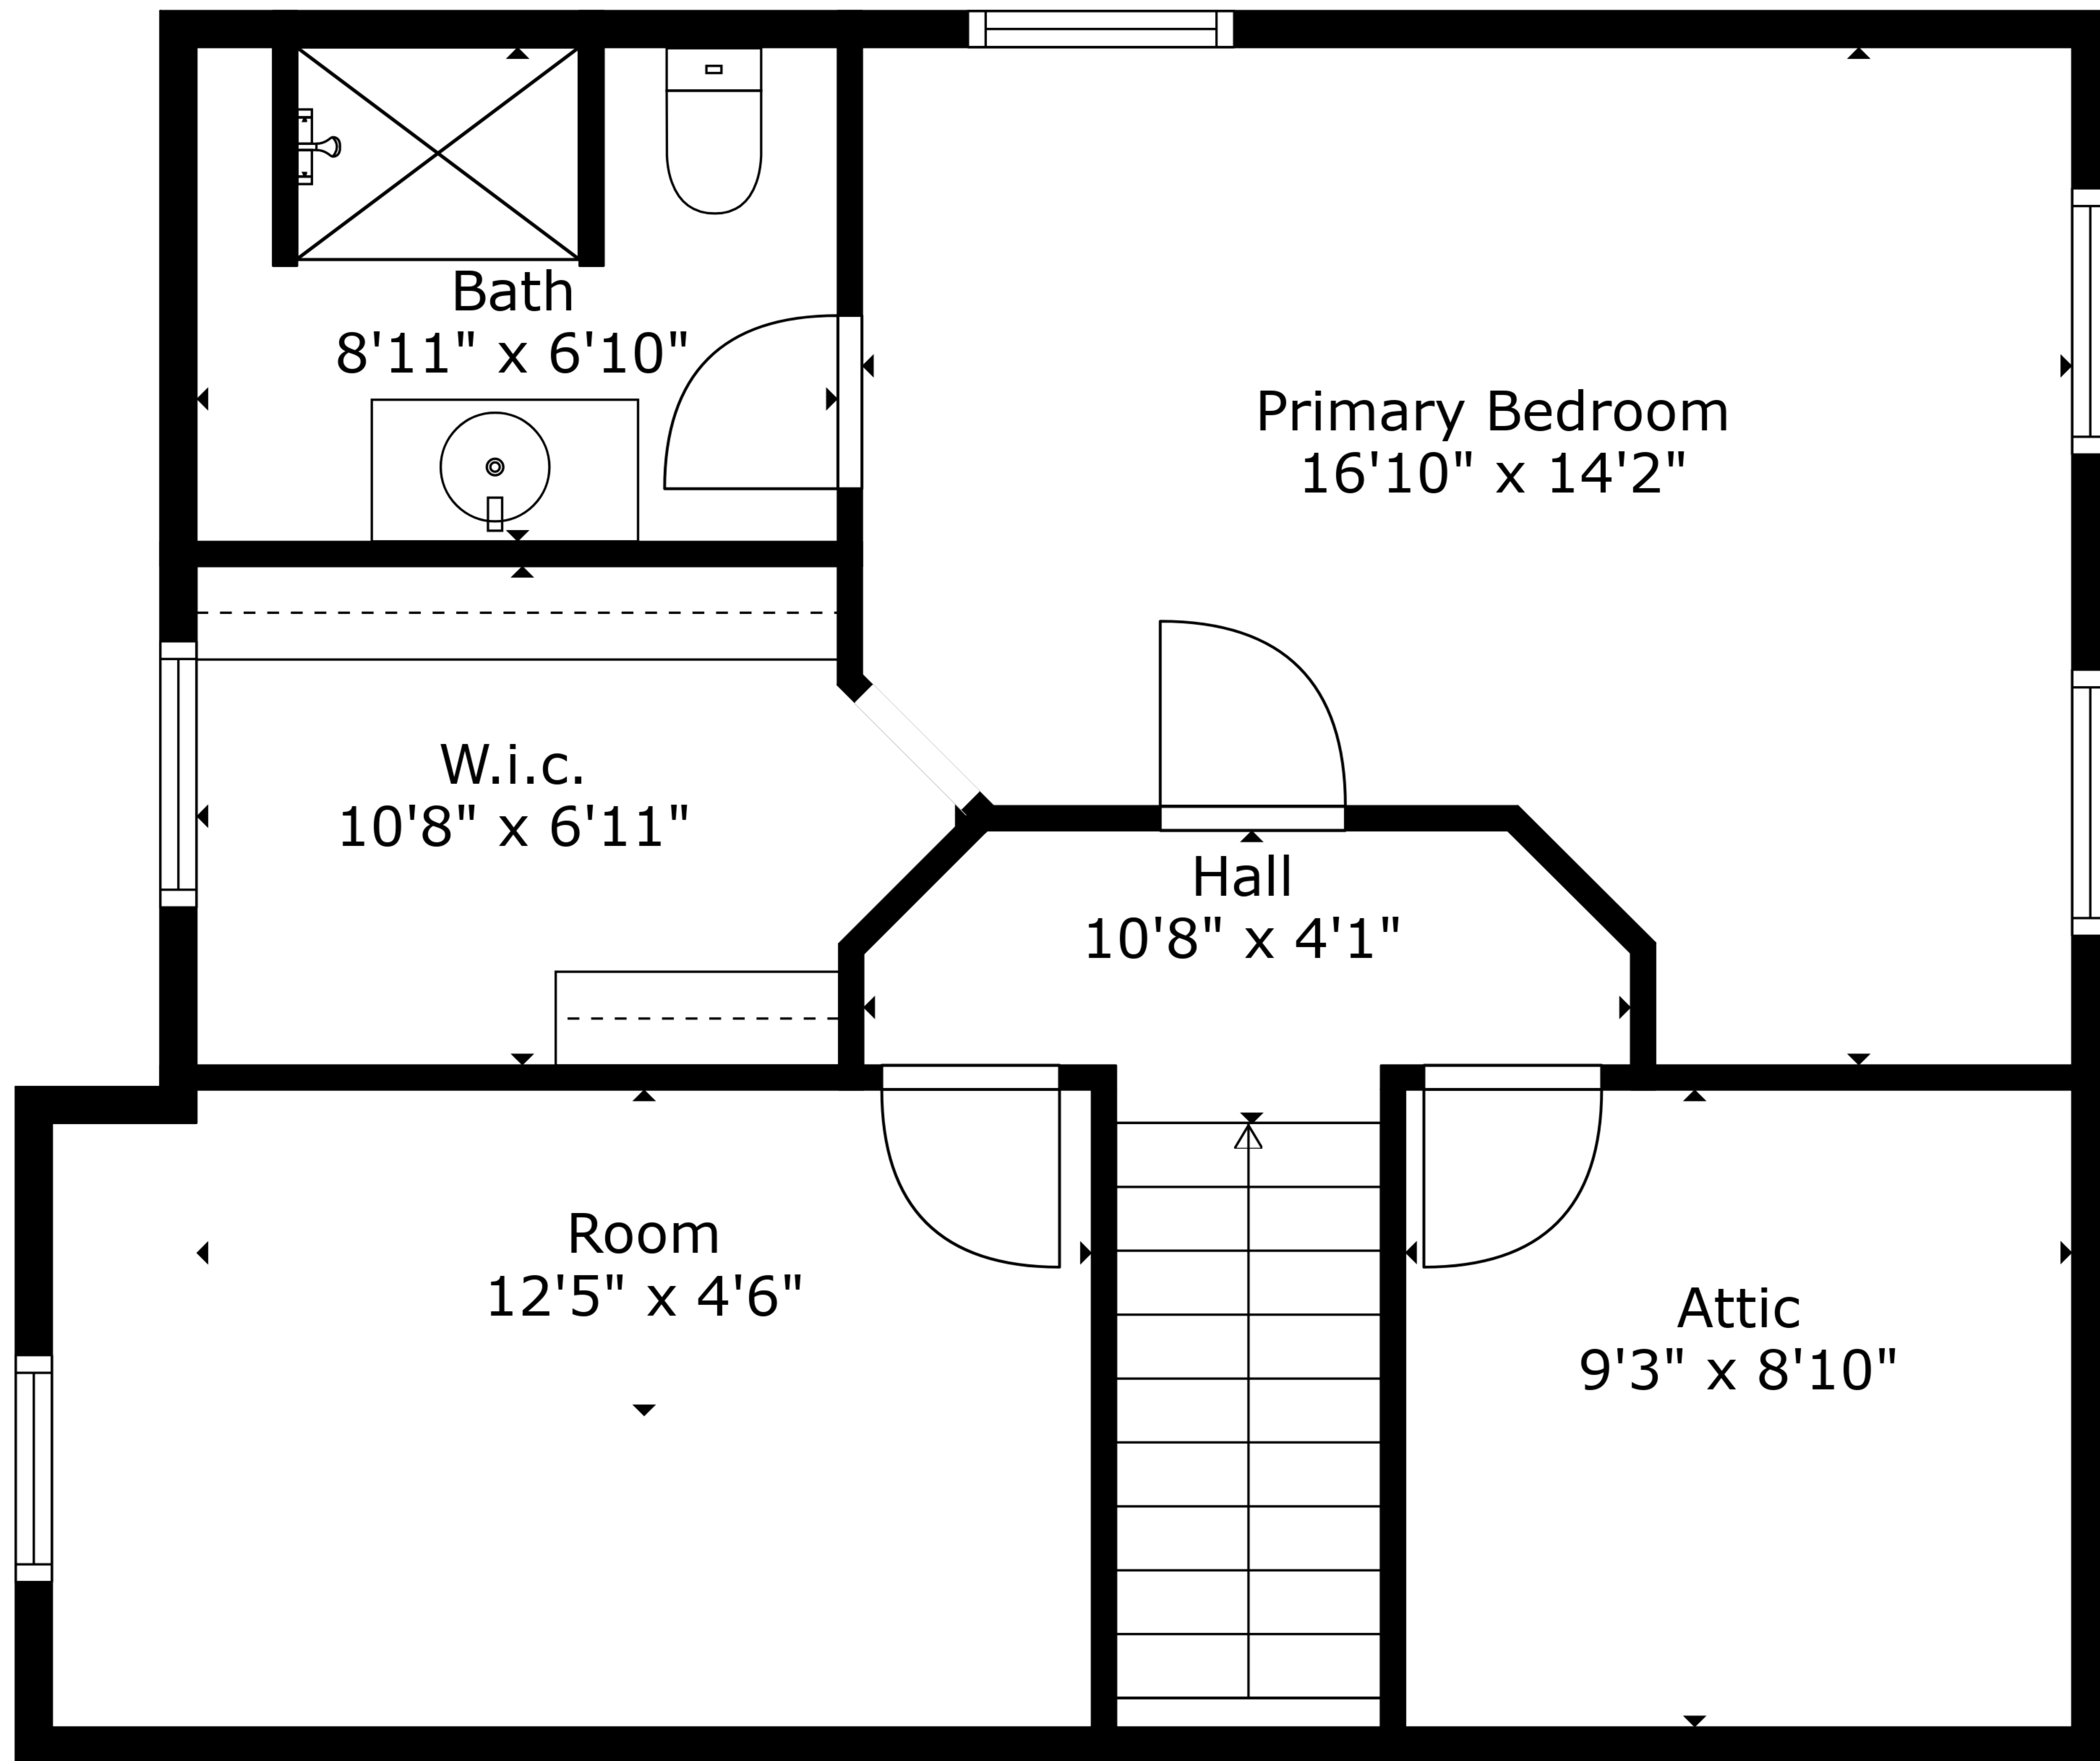 Bath
8'11" x 6'10"
Primary Bedroom
16'10" x 14'2"
W.i.c.
10'8" x 6'11"
Hall
10'8" x 4'1"
Room
12'5" x 4'6"
Attic
9'3" x 8'10"